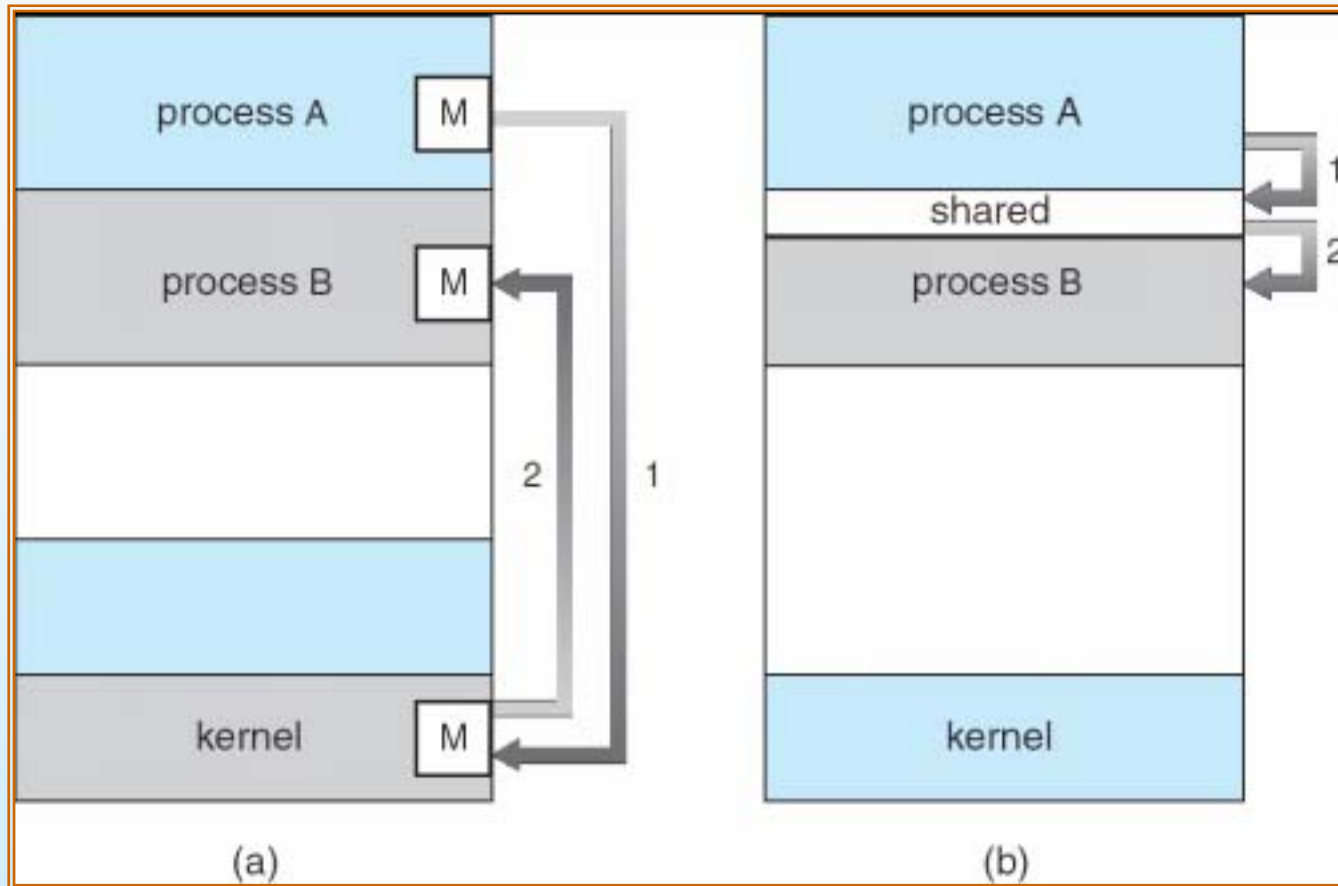 process A
M
process B
M
2
1
kernel
M
(a)
process A
1
shared
2
process B
kernel
(b)